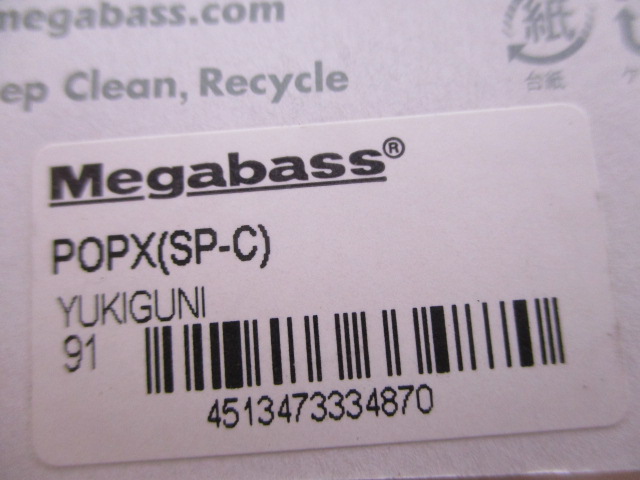 megabass.com
ep Clean, Recycle
紙
台紙
Megabass®
POPX(SP-C)
YUKIGUNI
91
4513473334870